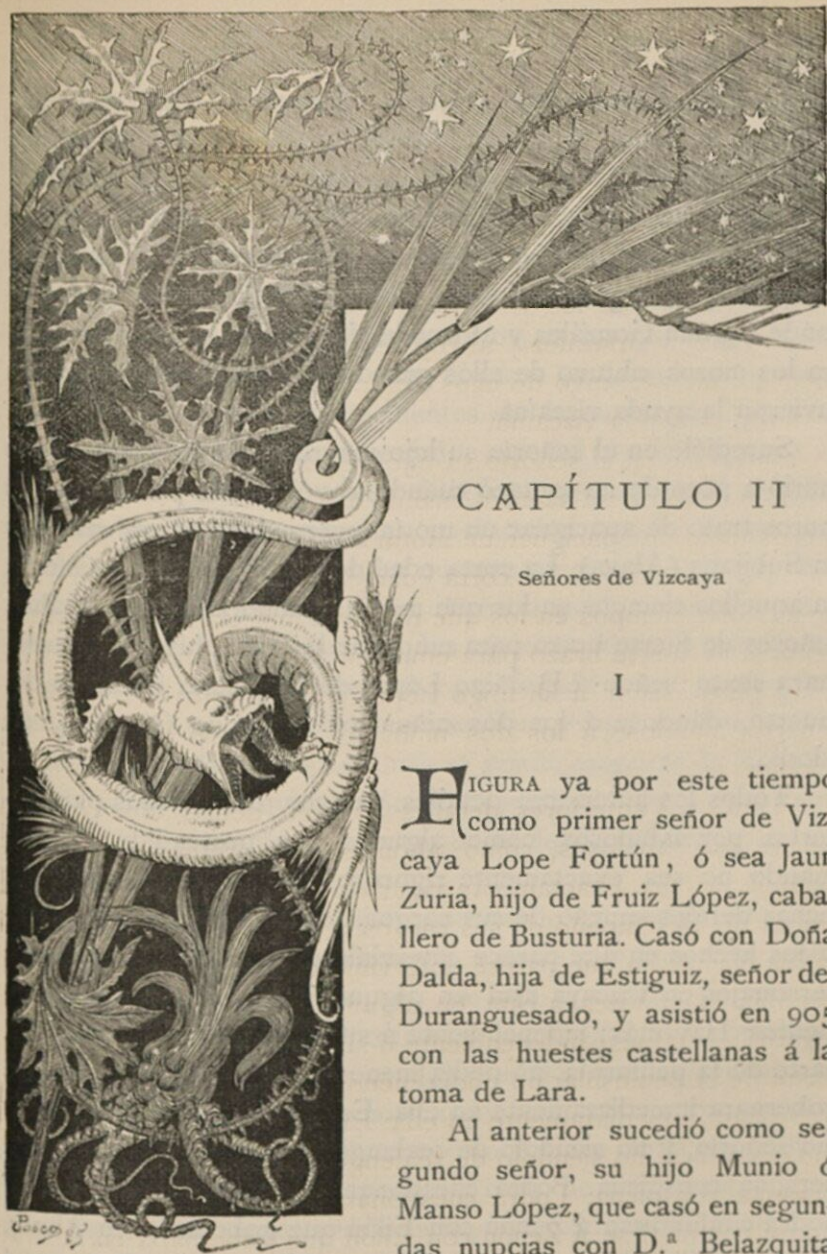 CAPÍTULO II
Señores de Vizcaya
I
FIGURA ya por este tiempo
como primer señor de Viz-
caya Lope Fortún, ó sea Jaun
Zuria, hijo de Fruiz López, caba-
llero de Busturia. Casó con Doña
Dalda, hija de Estiguiz, señor del
Duranguesado, y asistió en 905
con las huestes castellanas á la
toma de Lara.
Al anterior sucedió como se-
gundo señor, su hijo Munio ó
Manso López, que casó en segun-
das nupcias con D.ª Belazquita